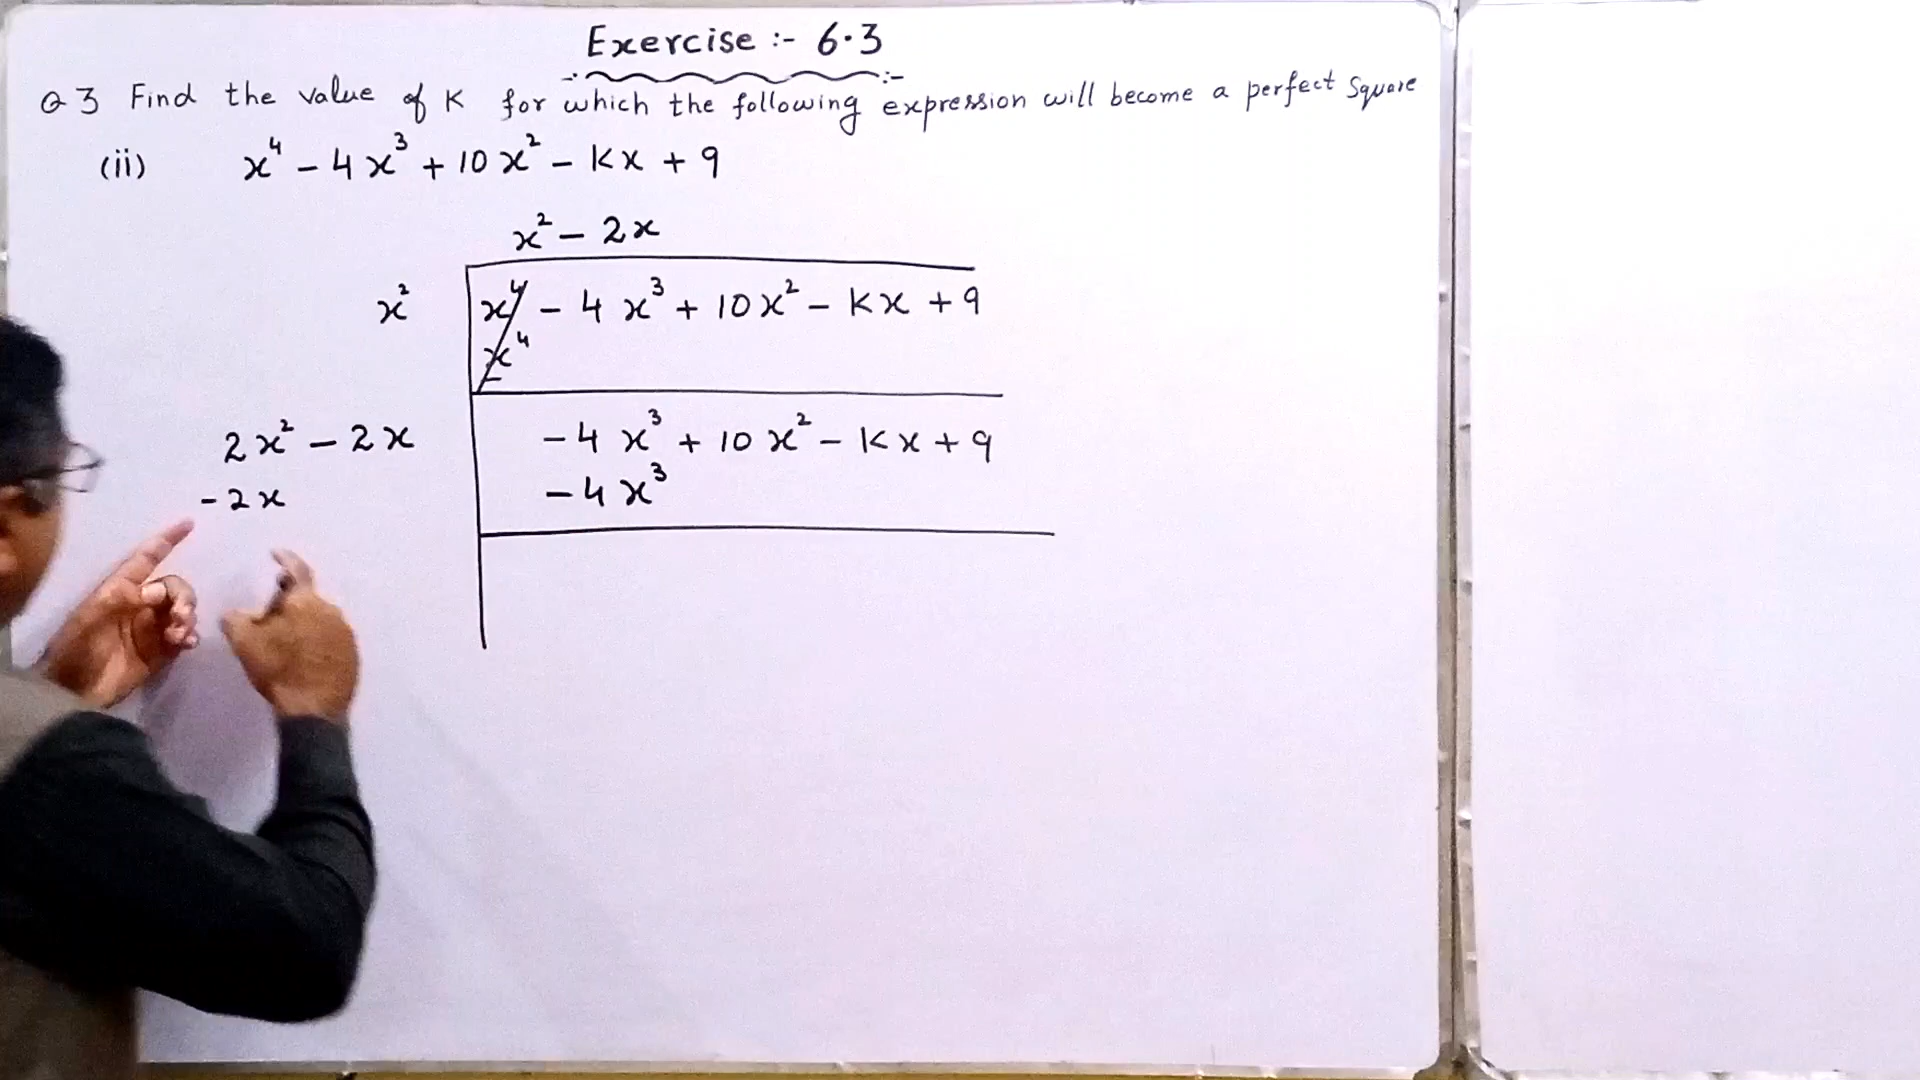 Exercise :- 6.3
Q 3 Find the value of K for which the following expression will become a perfect Square
(ii) x⁴ - 4x³ + 10x² - Kx + 9
x² - 2x
x² x⁴ - 4x³ + 10x² - Kx + 9
x⁴
2x² - 2x -4x³ + 10x² - Kx + 9
-2x -4x³